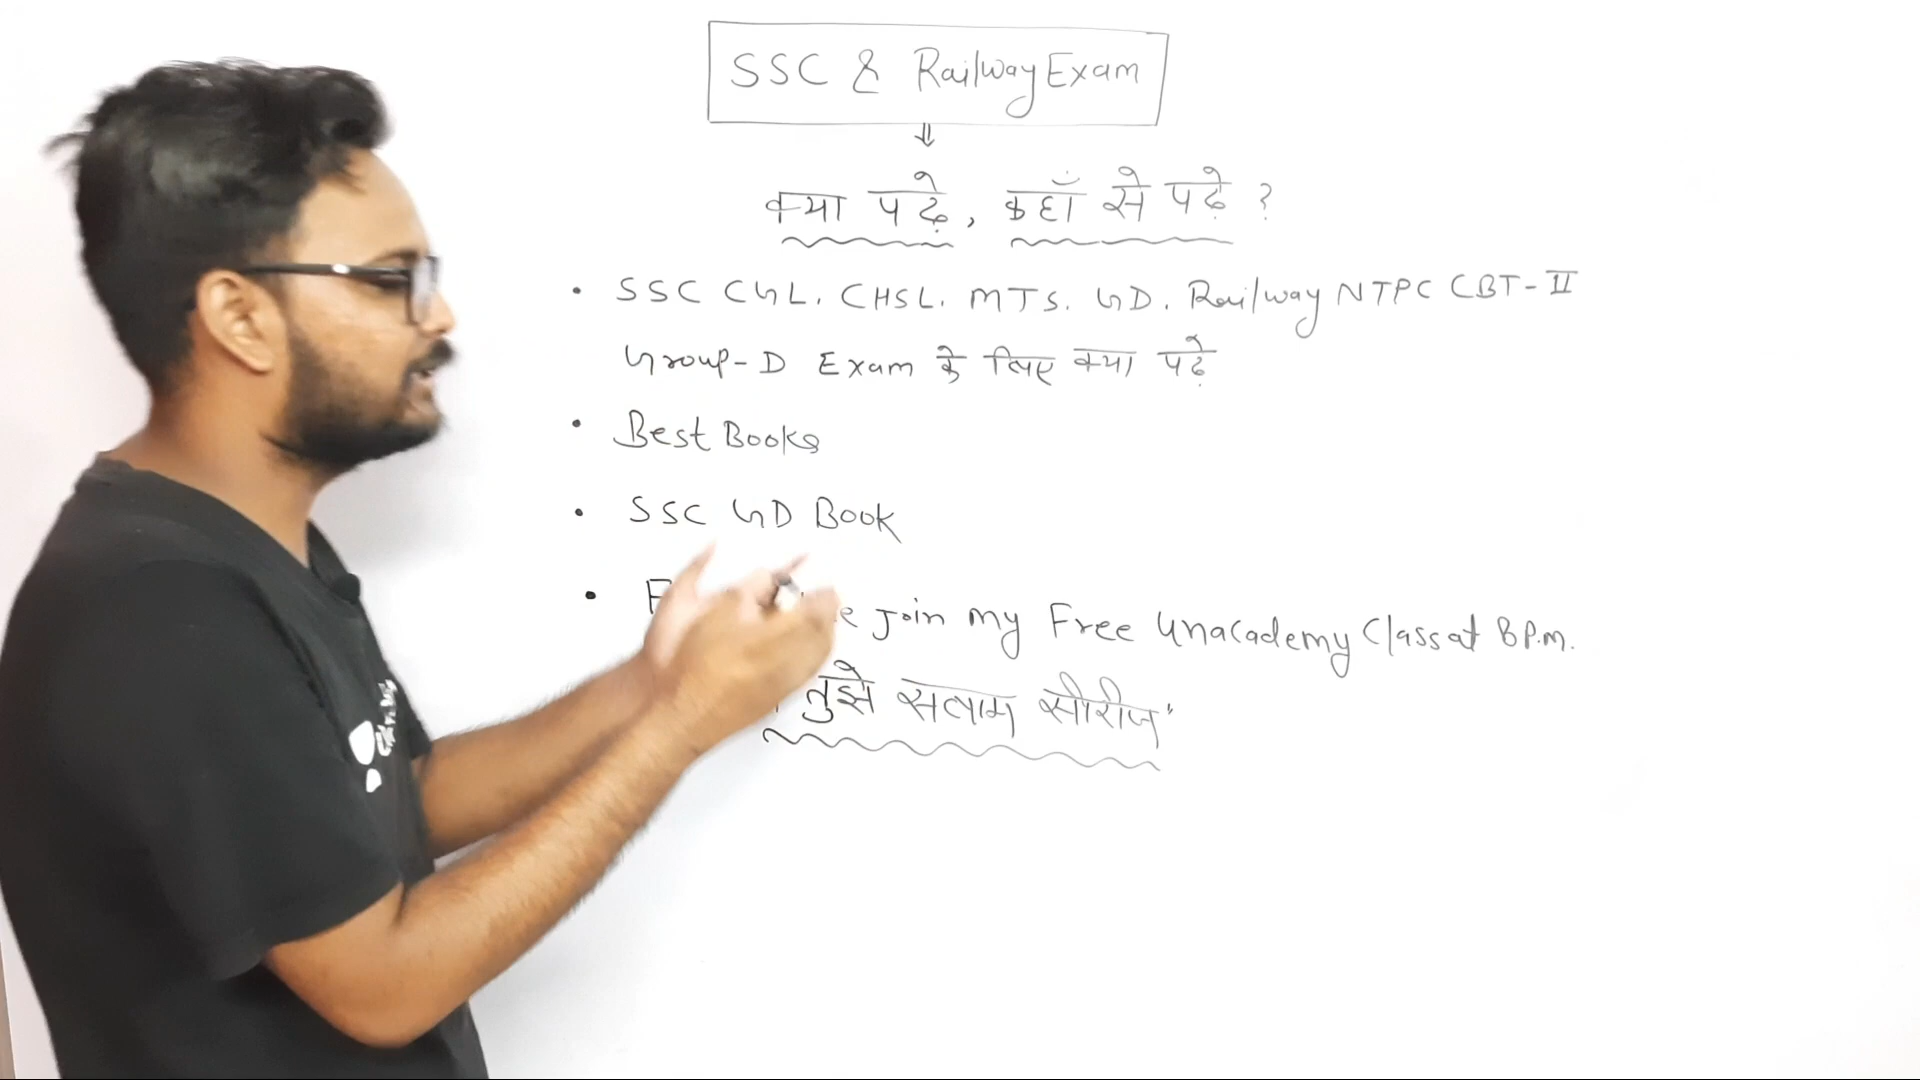 SSC & Railway Exam
⇓
क्या पढ़े, कहाँ से पढ़े ?
• SSC CGL. CHSL. MTS. GD. Railway NTPC CBT-II
Group-D Exam के लिए क्या पढ़े
• Best Books
• SSC GD Book
• join my Free Unacademy Class at 8 P.m.
तुझे सलाम सीरीज"